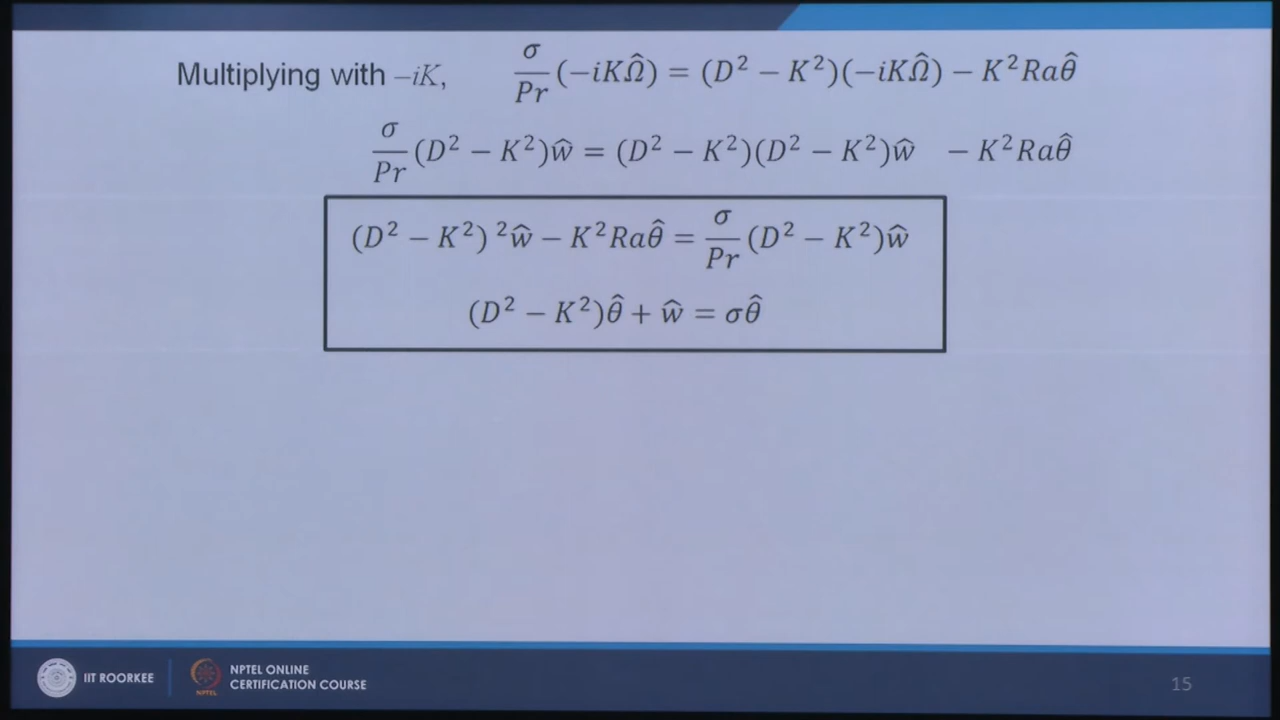 Multiplying with −iK, σ/Pr (−iKΩ̂) = (D² − K²)(−iKΩ̂) − K²Raθ̂
σ/Pr (D² − K²)ŵ = (D² − K²)(D² − K²)ŵ − K²Raθ̂
(D² − K²) ²ŵ − K²Raθ̂ = σ/Pr (D² − K²)ŵ
(D² − K²)θ̂ + ŵ = σθ̂
IIT ROORKEE
NPTEL
NPTEL ONLINE
CERTIFICATION COURSE
15